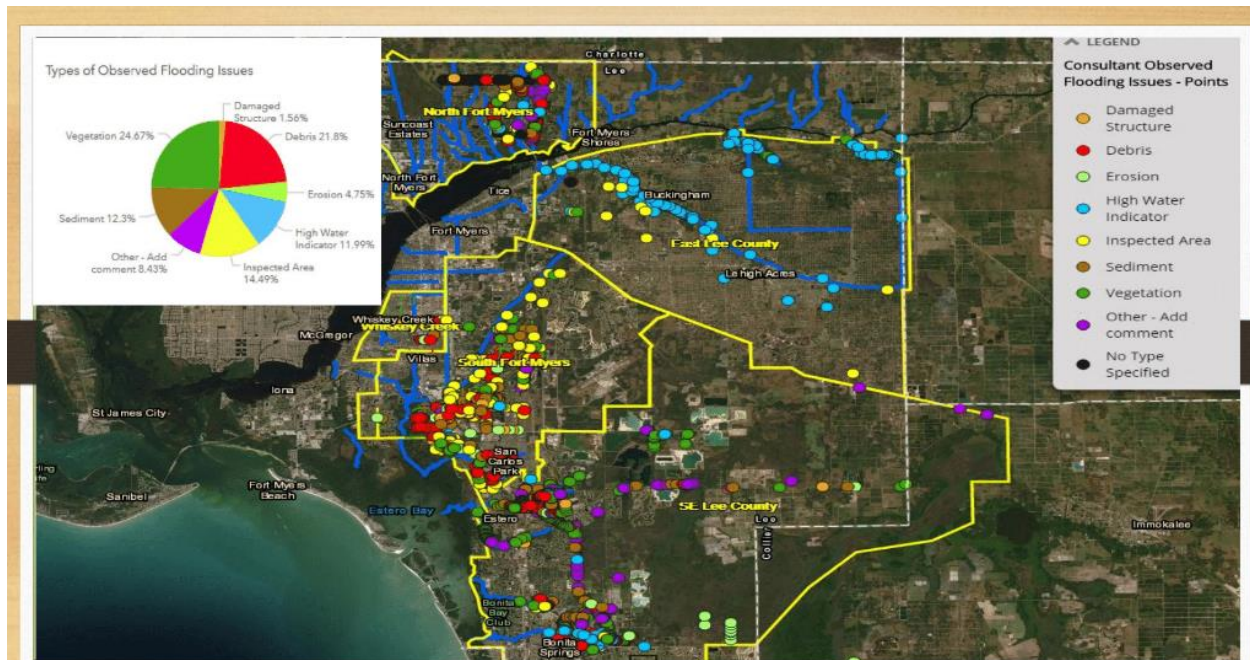 Types of Observed Flooding Issues
Damaged
Structure 1.56%
Vegetation 24.67%
Debris 21.8%
Erosion 4.75%
Sediment 12.3%
High Water
Indicator 11.99%
Other - Add
comment 8.43%
Inspected Area
14.49%
Charlotte
Lee
North Fort Myers
Suncoast
Estates
Fort Myers
Shores
North Fort
Myers
Tice
Buckingham
Fort Myers
East Lee County
Lehigh Acres
Whiskey Creek
Whiskey Creek
McGregor
Villas
South Fort Myers
Iona
St James City
San
Carlos
Park
Sanibel
Fort Myers
Beach
Estero Bay
Estero
SE Lee County
Lee
Collier
Immokalee
Bonita
Bay
Club
Bonita
Springs
LEGEND
Consultant Observed
Flooding Issues - Points
Damaged
Structure
Debris
Erosion
High Water
Indicator
Inspected Area
Sediment
Vegetation
Other - Add
comment
No Type
Specified